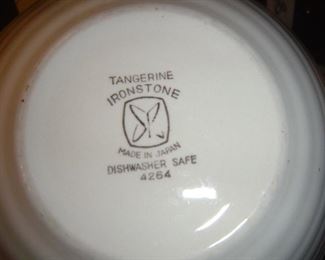 TANGERINE
IRONSTONE
MADE IN JAPAN
DISHWASHER SAFE
4264